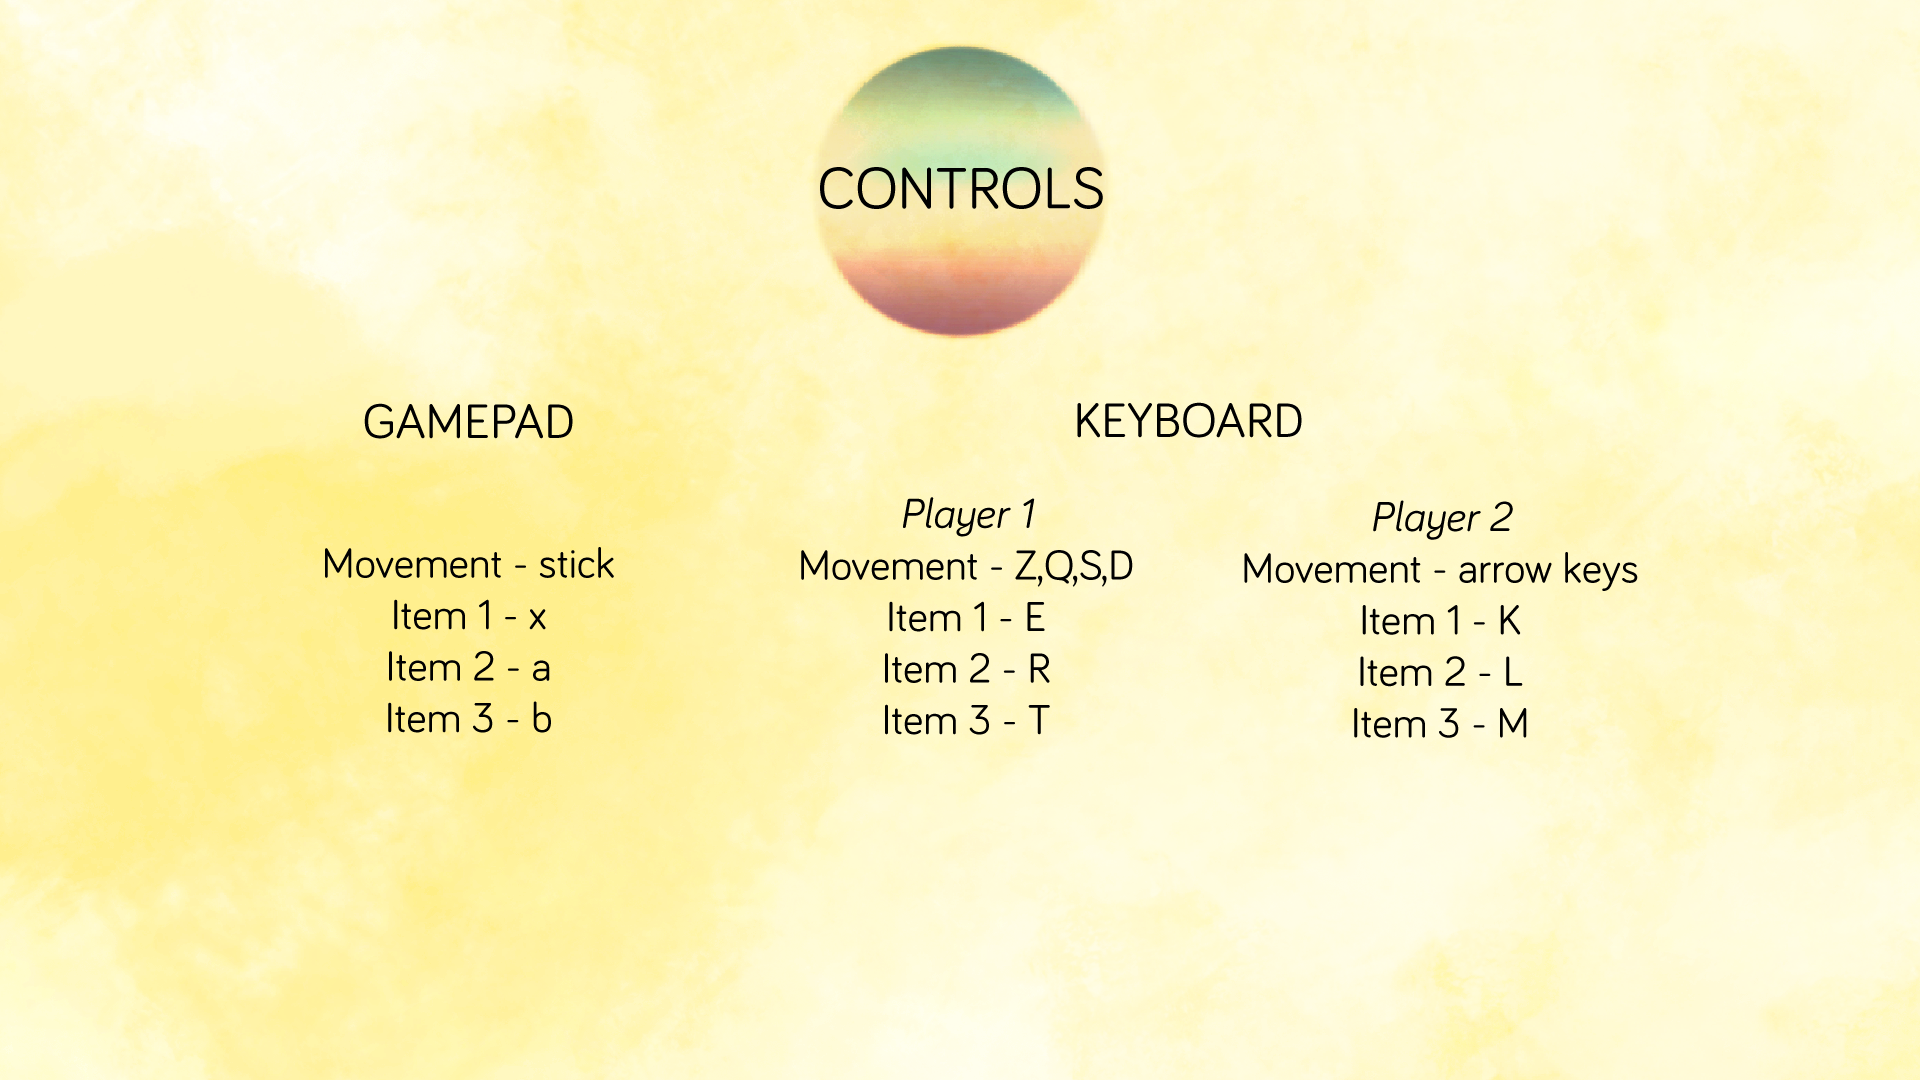 CONTROLS
GAMEPAD
Movement - stick
Item 1 - x
Item 2 - a
Item 3 - b
KEYBOARD
Player 1
Movement - Z,Q,S,D
Item 1 - E
Item 2 - R
Item 3 - T
Player 2
Movement - arrow keys
Item 1 - K
Item 2 - L
Item 3 - M